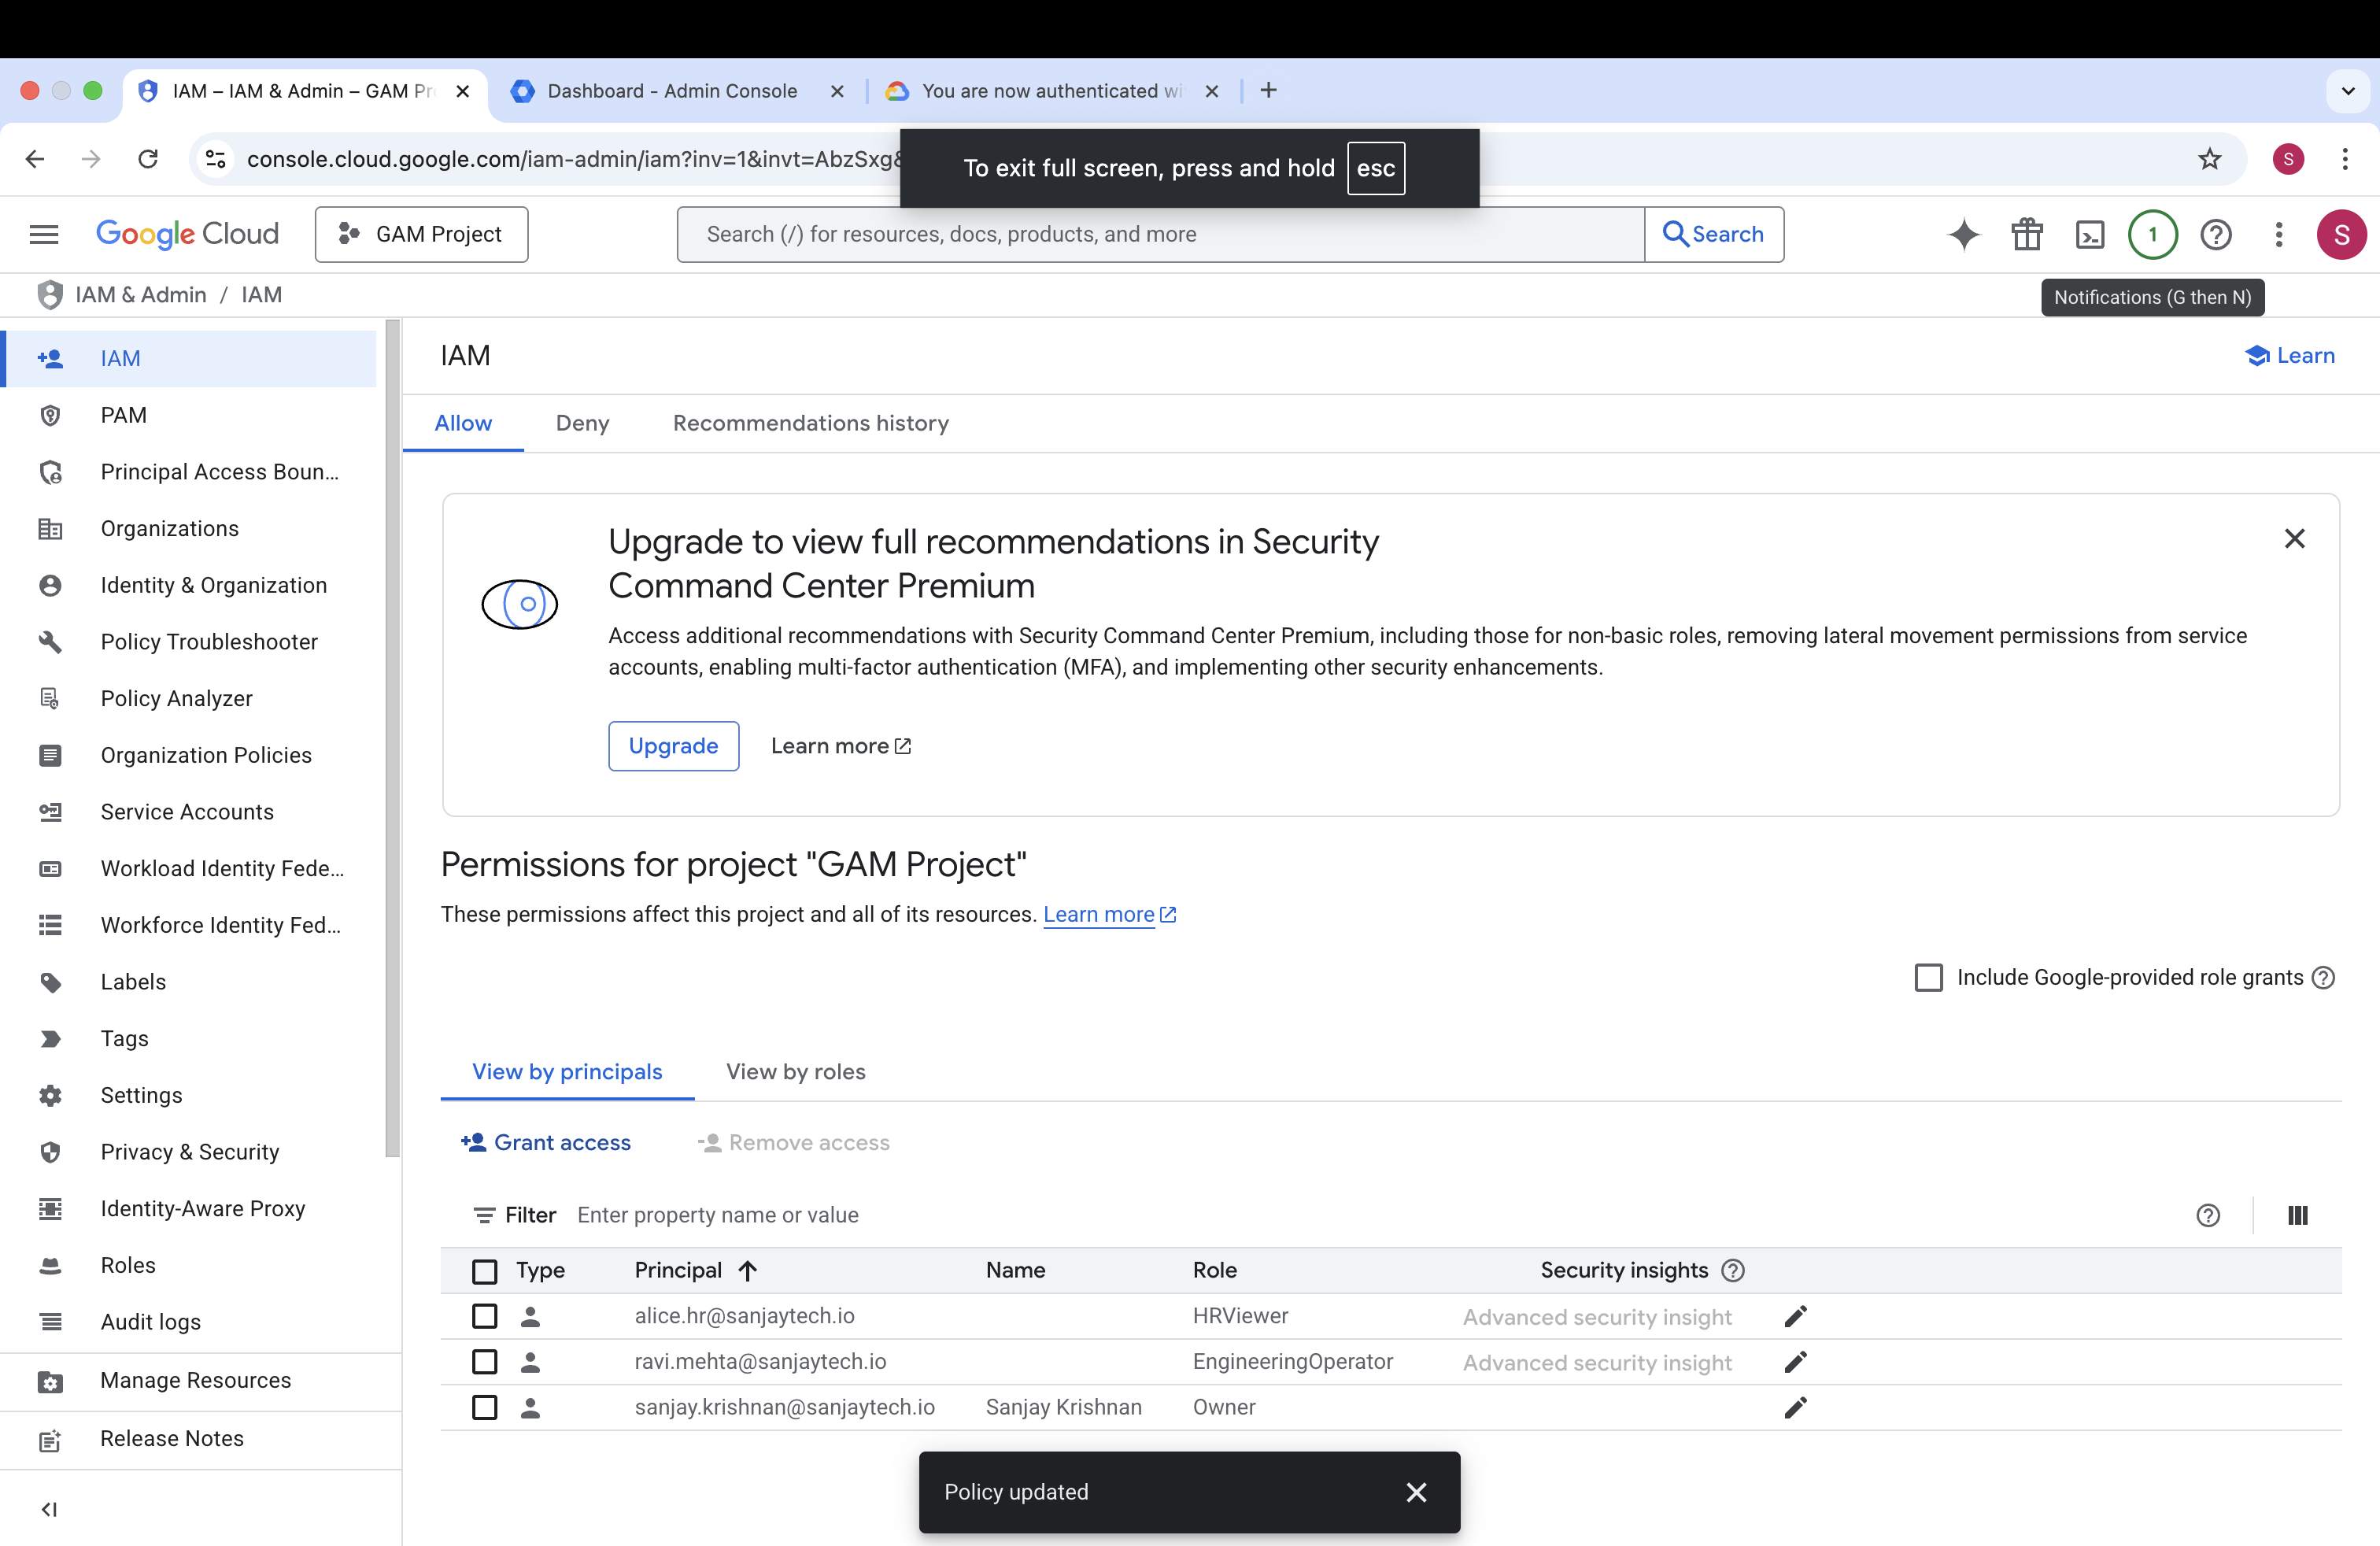 IAM – IAM & Admin – GAM Pr
Dashboard - Admin Console
You are now authenticated wi
console.cloud.google.com/iam-admin/iam?inv=1&invt=AbzSxg&
To exit full screen, press and hold esc
S
Google Cloud
GAM Project
Search (/) for resources, docs, products, and more
Search
1
S
IAM & Admin / IAM
Notifications (G then N)
IAM
PAM
Principal Access Boun...
Organizations
Identity & Organization
Policy Troubleshooter
Policy Analyzer
Organization Policies
Service Accounts
Workload Identity Fede...
Workforce Identity Fed...
Labels
Tags
Settings
Privacy & Security
Identity-Aware Proxy
Roles
Audit logs
Manage Resources
Release Notes
IAM
Learn
Allow
Deny
Recommendations history
Upgrade to view full recommendations in Security
Command Center Premium
Access additional recommendations with Security Command Center Premium, including those for non-basic roles, removing lateral movement permissions from service
accounts, enabling multi-factor authentication (MFA), and implementing other security enhancements.
Upgrade
Learn more
Permissions for project "GAM Project"
These permissions affect this project and all of its resources. Learn more
Include Google-provided role grants
View by principals
View by roles
Grant access
Remove access
Filter Enter property name or value
Type Principal Name Role Security insights
alice.hr@sanjaytech.io HRViewer Advanced security insight
ravi.mehta@sanjaytech.io EngineeringOperator Advanced security insight
sanjay.krishnan@sanjaytech.io Sanjay Krishnan Owner
Policy updated